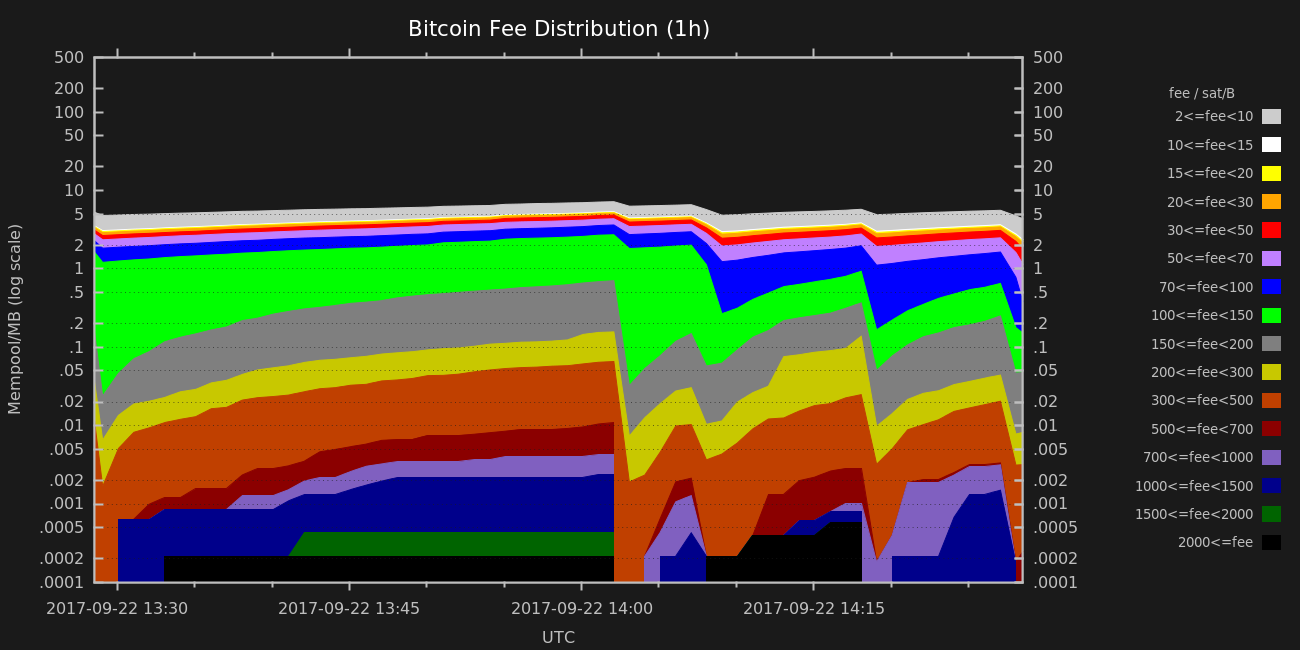 Bitcoin Fee Distribution (1h)
Mempool/MB (log scale)
500
200
100
50
20
10
5
2
1
.5
.2
.1
.05
.02
.01
.005
.002
.001
.0005
.0002
.0001
500
200
100
50
20
10
5
2
1
.5
.2
.1
.05
.02
.01
.005
.002
.001
.0005
.0002
.0001
fee / sat/B
2<=fee<10
10<=fee<15
15<=fee<20
20<=fee<30
30<=fee<50
50<=fee<70
70<=fee<100
100<=fee<150
150<=fee<200
200<=fee<300
300<=fee<500
500<=fee<700
700<=fee<1000
1000<=fee<1500
1500<=fee<2000
2000<=fee
2017-09-22 13:30 2017-09-22 13:45 2017-09-22 14:00 2017-09-22 14:15
UTC